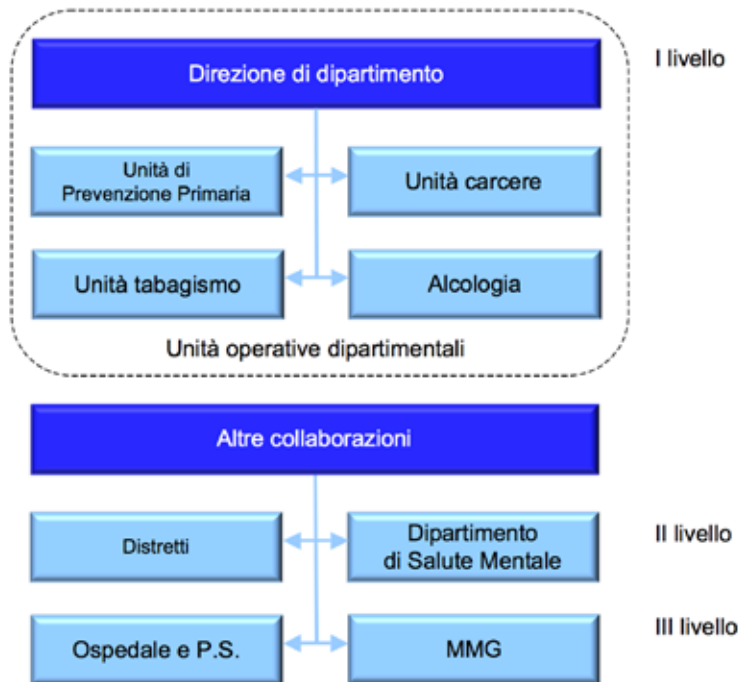 Direzione di dipartimento
I livello
Unità di
Prevenzione Primaria
Unità carcere
Unità tabagismo
Alcologia
Unità operative dipartimentali
Altre collaborazioni
Distretti
Dipartimento
di Salute Mentale
II livello
Ospedale e P.S.
MMG
III livello